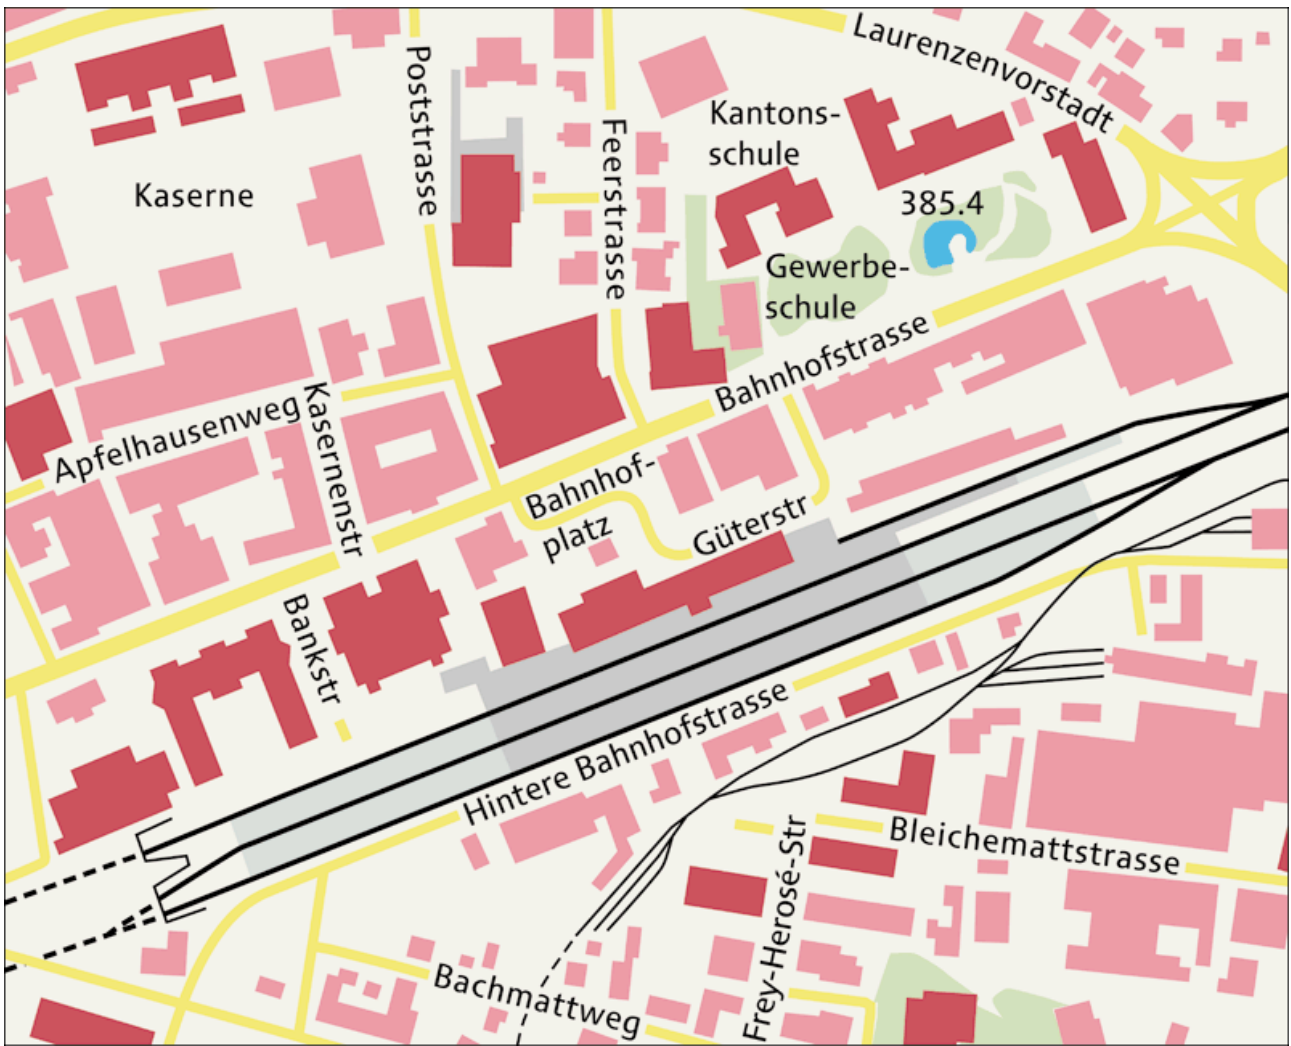 Laurenzenvorstadt
Poststrasse
Kantons-
schule
Feerstrasse
Kaserne
385.4
Gewerbe-
schule
Bahnhofstrasse
Apfelhausenweg
Kasernenstr
Bahnhof-
platz
Güterstr
Bankstr
Hintere Bahnhofstrasse
Bleichemattstrasse
Frey-Herosé-Str
Bachmattweg